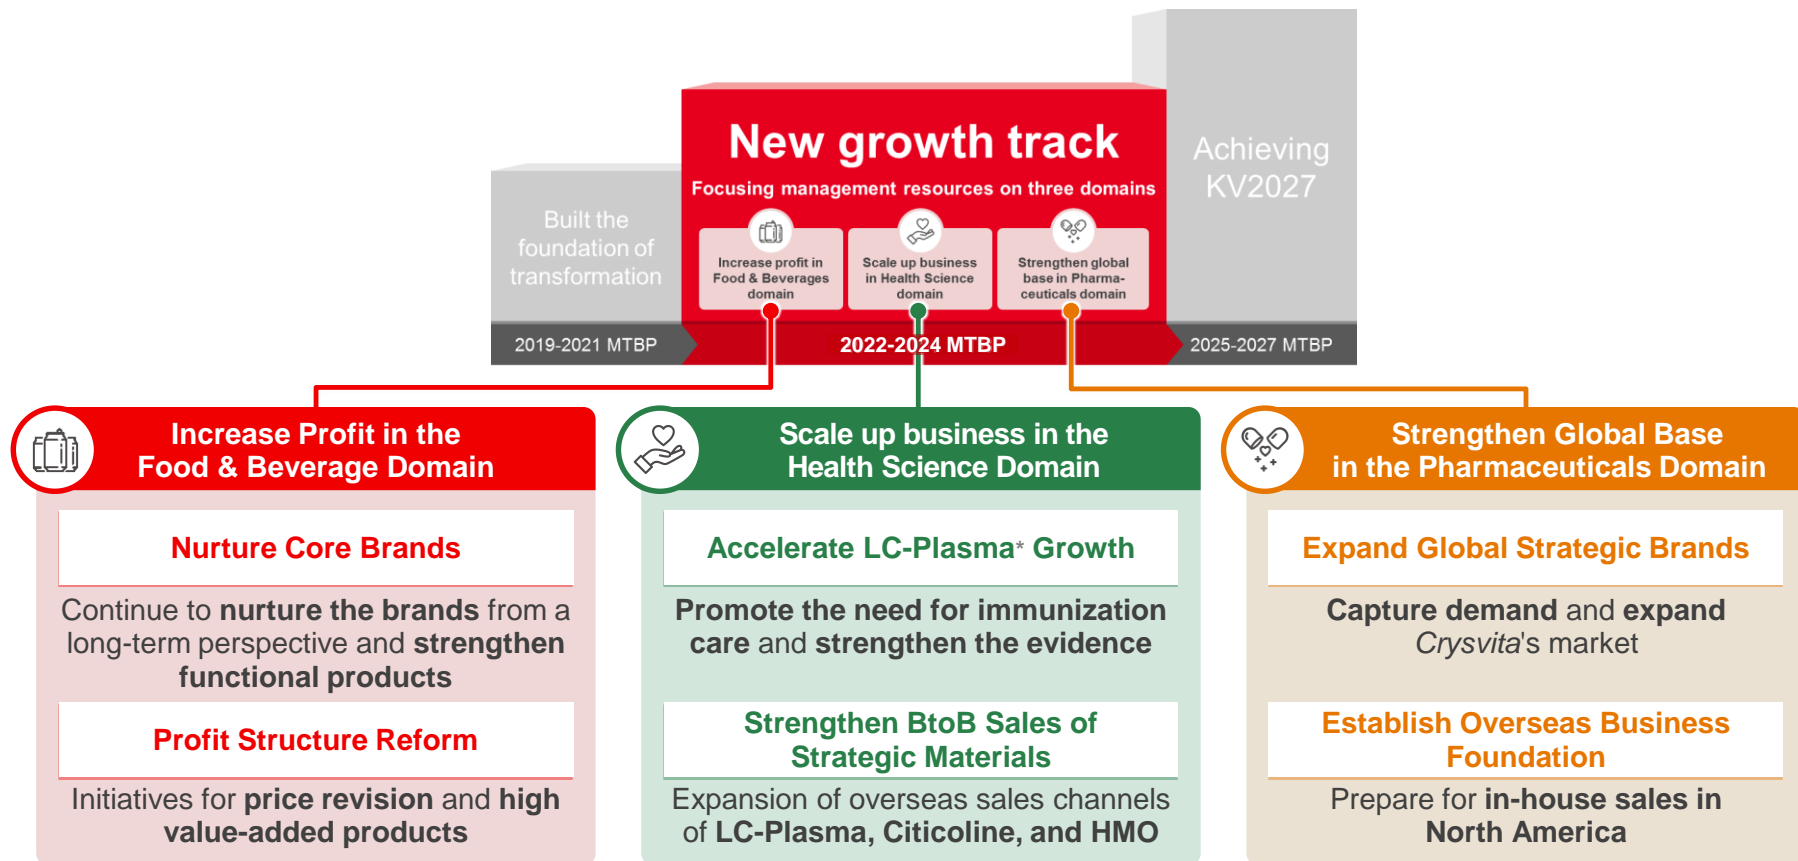 New growth track
Focusing management resources on three domains
Achieving
KV2027
Built the
foundation of
transformation
Increase profit in
Food & Beverages
domain
Scale up business
in Health Science
domain
Strengthen global
base in Pharma-
ceuticals domain
2019-2021 MTBP
2022-2024 MTBP
2025-2027 MTBP
Increase Profit in the
Food & Beverage Domain
Nurture Core Brands
Continue to nurture the brands from a
long-term perspective and strengthen
functional products
Profit Structure Reform
Initiatives for price revision and high
value-added products
Scale up business in the
Health Science Domain
Accelerate LC-Plasma* Growth
Promote the need for immunization
care and strengthen the evidence
Strengthen BtoB Sales of
Strategic Materials
Expansion of overseas sales channels
of LC-Plasma, Citicoline, and HMO
Strengthen Global Base
in the Pharmaceuticals Domain
Expand Global Strategic Brands
Capture demand and expand
Crysvita's market
Establish Overseas Business
Foundation
Prepare for in-house sales in
North America